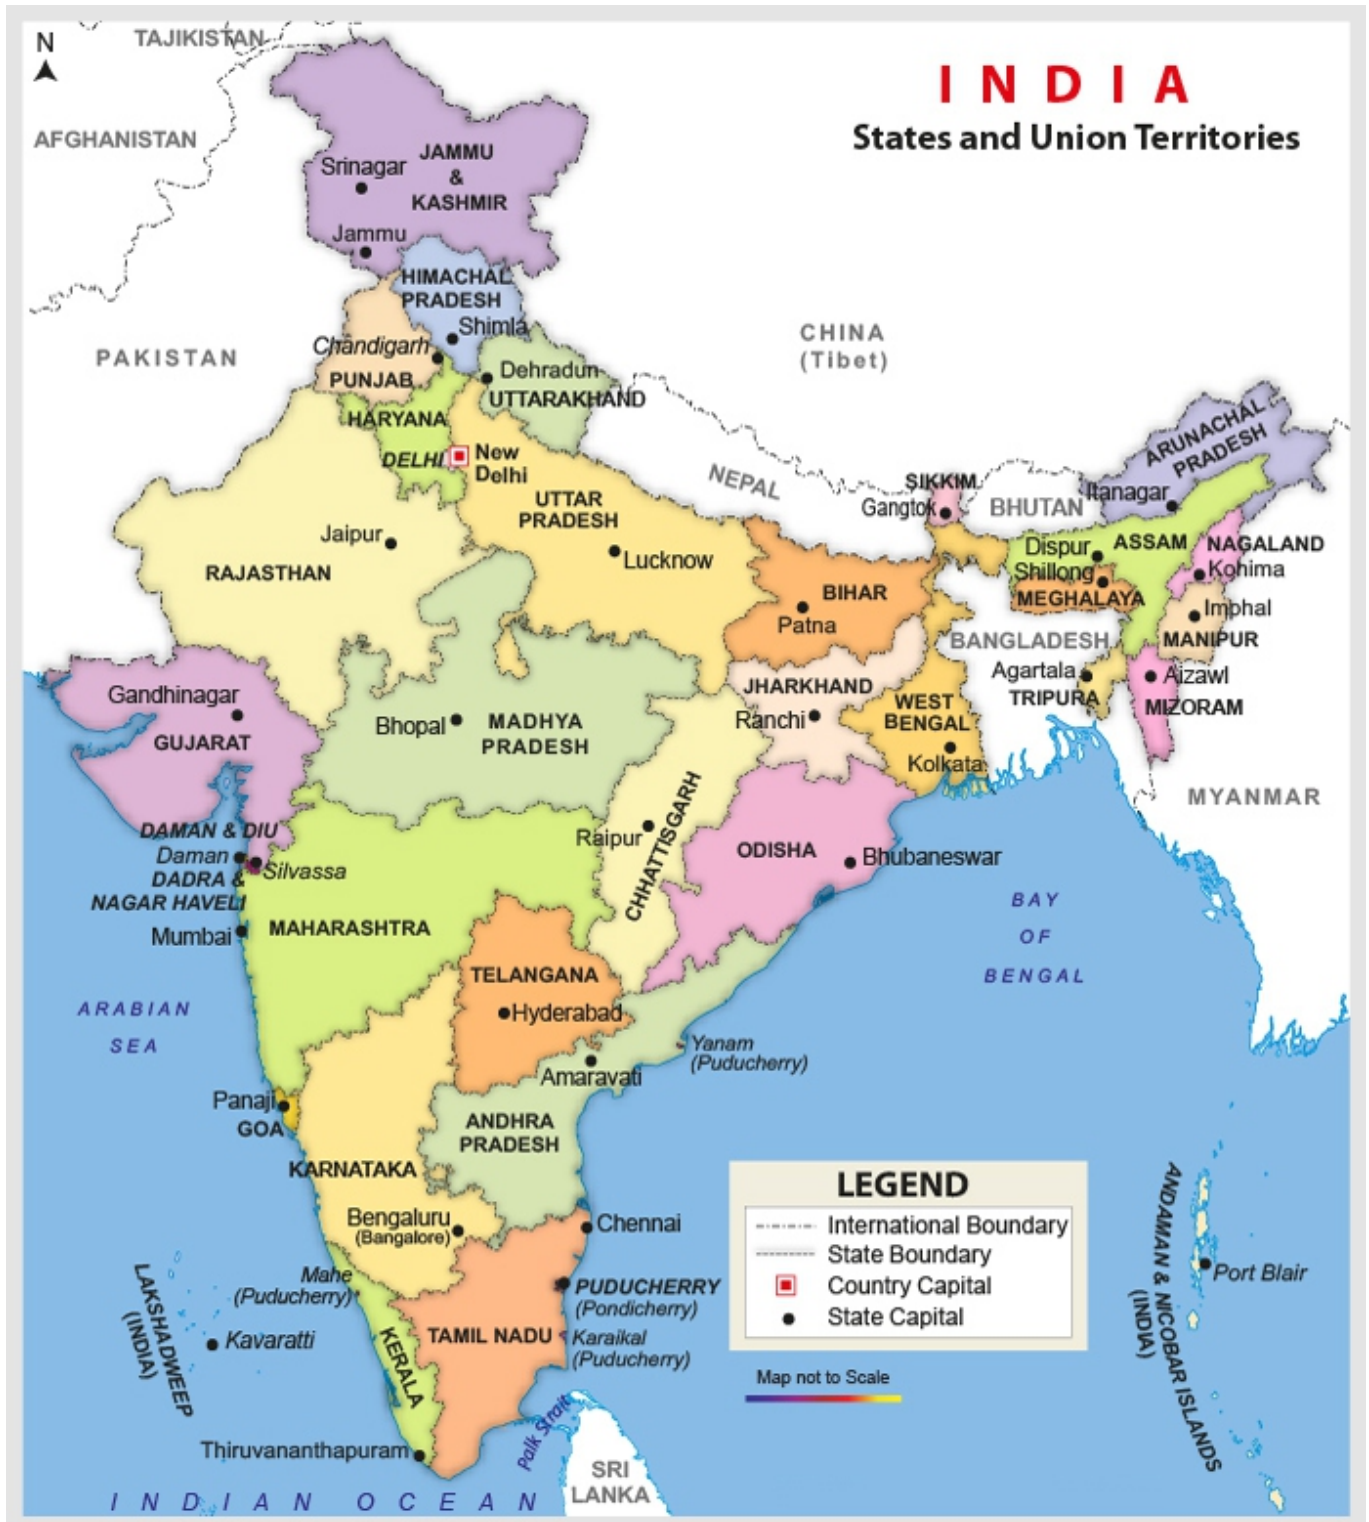 N
TAJIKISTAN
INDIA
States and Union Territories
AFGHANISTAN
Srinagar
JAMMU
&
KASHMIR
Jammu
HIMACHAL
PRADESH
Shimla
CHINA
(Tibet)
PAKISTAN
Chandigarh
PUNJAB
Dehradun
UTTARAKHAND
HARYANA
DELHI
New
Delhi
NEPAL
SIKKIM
Gangtok
BHUTAN
ARUNACHAL
PRADESH
Itanagar
UTTAR
PRADESH
Lucknow
Jaipur
RAJASTHAN
BIHAR
Patna
Dispur
ASSAM
NAGALAND
Shillong
Kohima
MEGHALAYA
Imphal
MANIPUR
BANGLADESH
Agartala
TRIPURA
Aizawl
MIZORAM
Gandhinagar
GUJARAT
Bhopal
MADHYA
PRADESH
JHARKHAND
Ranchi
WEST
BENGAL
Kolkata
MYANMAR
DAMAN & DIU
Daman
Silvassa
DADRA &
NAGAR HAVELI
Mumbai
MAHARASHTRA
Raipur
CHHATTISGARH
ODISHA
Bhubaneswar
BAY
OF
BENGAL
ARABIAN
SEA
TELANGANA
Hyderabad
Yanam
(Puducherry)
Amaravati
Panaji
GOA
ANDHRA
PRADESH
KARNATAKA
Bengaluru
(Bangalore)
Chennai
Mahe
(Puducherry)
PUDUCHERRY
(Pondicherry)
LAKSHADWEEP
(INDIA)
Kavaratti
KERALA
TAMIL NADU
Karaikal
(Puducherry)
Thiruvananthapuram
Palk Strait
SRI
LANKA
INDIAN OCEAN
LEGEND
International Boundary
State Boundary
Country Capital
State Capital
Map not to Scale
ANDAMAN & NICOBAR ISLANDS
(INDIA)
Port Blair